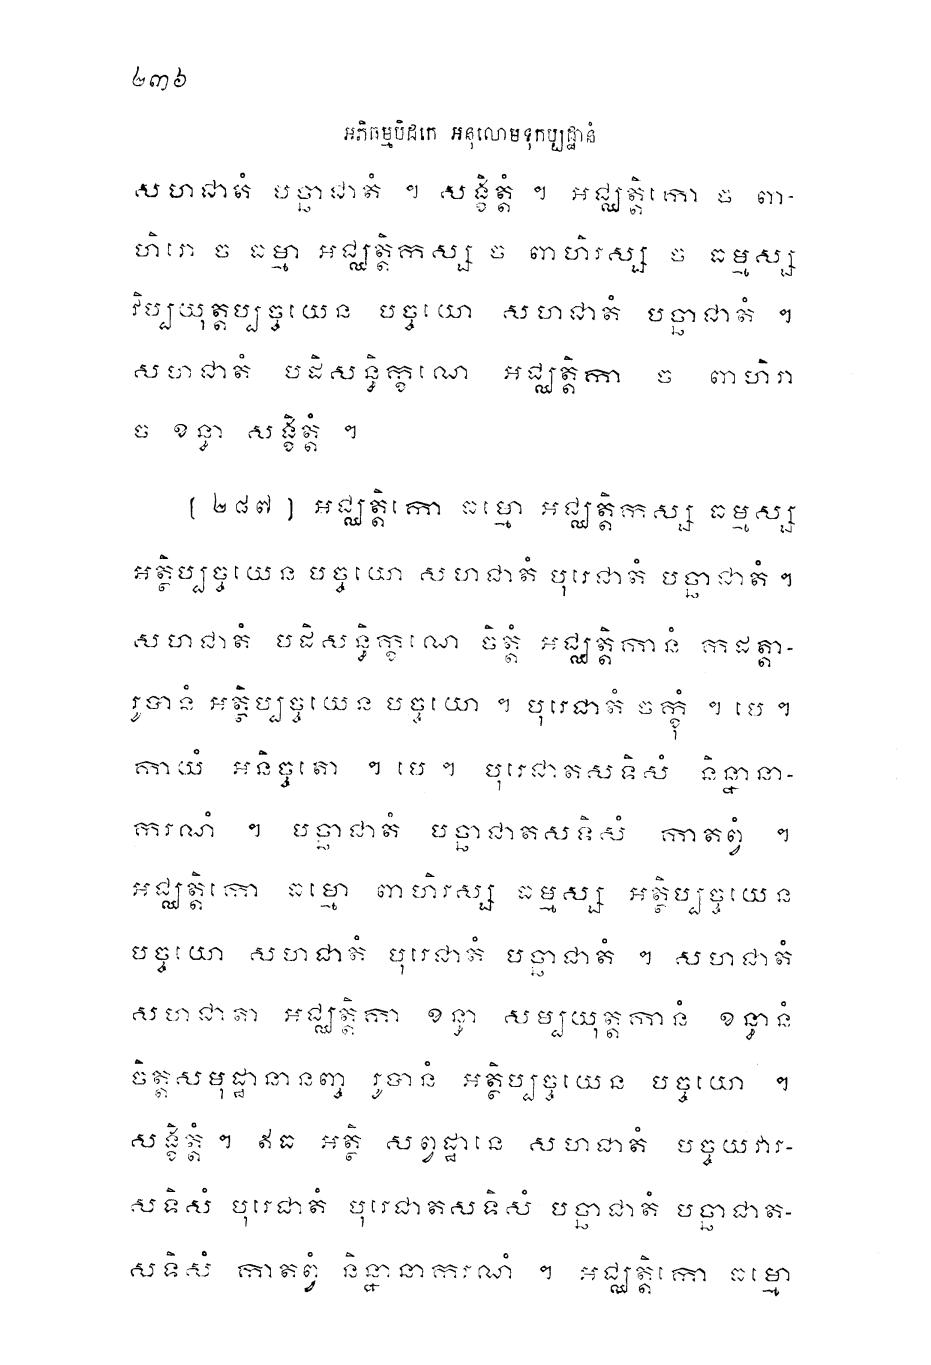 ២៣៦
អភិធម្មបិដកេ អនុលោមទុកប្បដ្ឋានំ
សហជាតំ បច្ឆាជាតំ ។ សង្ខិត្តំ ។ អជ្ឈត្តិកោ ច ពា-
ហិរោ ច ធម្មា អជ្ឈត្តិកស្ស ច ពាហិរស្ស ច ធម្មស្ស
វិប្បយុត្តប្បច្ចយេន បច្ចយោ សហជាតំ បច្ឆាជាតំ ។
សហជាតំ បដិសន្ធិក្ខណេ អជ្ឈត្តិកា ច ពាហិរា
ច ខន្ធា សង្ខិត្តំ ។
[ ២៨៧ ] អជ្ឈត្តិកោ ធម្មោ អជ្ឈត្តិកស្ស ធម្មស្ស
អត្ថិប្បច្ចយេន បច្ចយោ សហជាតំ បុរេជាតំ បច្ឆាជាតំ ។
សហជាតំ បដិសន្ធិក្ខណេ ចិត្តំ អជ្ឈត្តិកានំ កដត្តា-
រូបានំ អត្ថិប្បច្ចយេន បច្ចយោ ។ បុរេជាតំ ចក្ខុំ ។ បេ ។
កាយំ អនិច្ចតោ ។ បេ ។ បុរេជាតសទិសំ និន្នានា-
ករណំ ។ បច្ឆាជាតំ បច្ឆាជាតសទិសំ កាតព្វំ ។
អជ្ឈត្តិកោ ធម្មោ ពាហិរស្ស ធម្មស្ស អត្ថិប្បច្ចយេន
បច្ចយោ សហជាតំ បុរេជាតំ បច្ឆាជាតំ ។ សហជាតំ
សហជាតា អជ្ឈត្តិកា ខន្ធា សម្បយុត្តកានំ ខន្ធានំ
ចិត្តសមុដ្ឋានានញ្ច រូបានំ អត្ថិប្បច្ចយេន បច្ចយោ ។
សង្ខិត្តំ ។ ឥធ អត្ថិ សព្វដ្ឋានេ សហជាតំ បច្ចយវារ-
សទិសំ បុរេជាតំ បុរេជាតសទិសំ បច្ឆាជាតំ បច្ឆាជាត-
សទិសំ កាតព្វំ និន្នានាករណំ ។ អជ្ឈត្តិកោ ធម្មោ